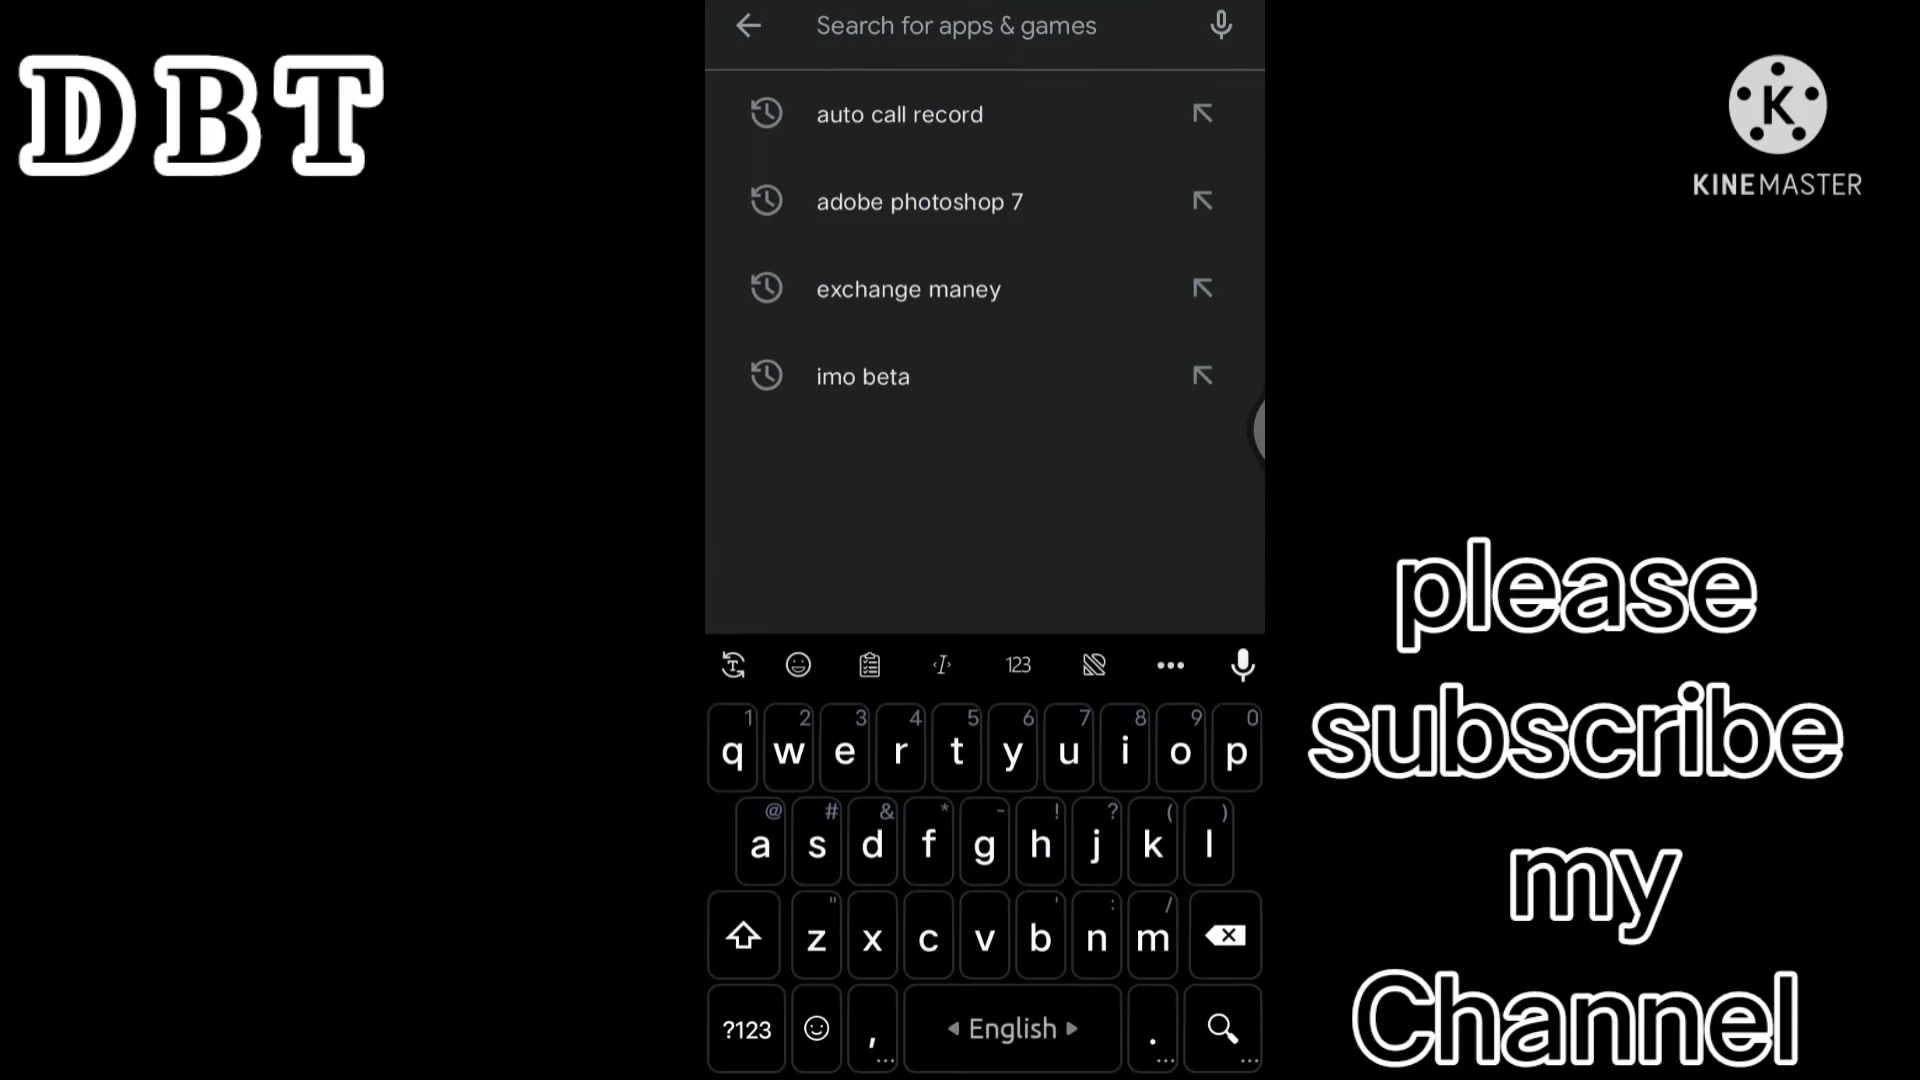 DBT
Search for apps & games
auto call record
adobe photoshop 7
exchange maney
imo beta
KINEMASTER
please
subscribe
my
Channel
123
1 2 3 4 5 6 7 8 9 0
q w e r t y u i o p
@ # & * - ! ? ( )
a s d f g h j k l
" ' : /
z x c v b n m
?123 , English .